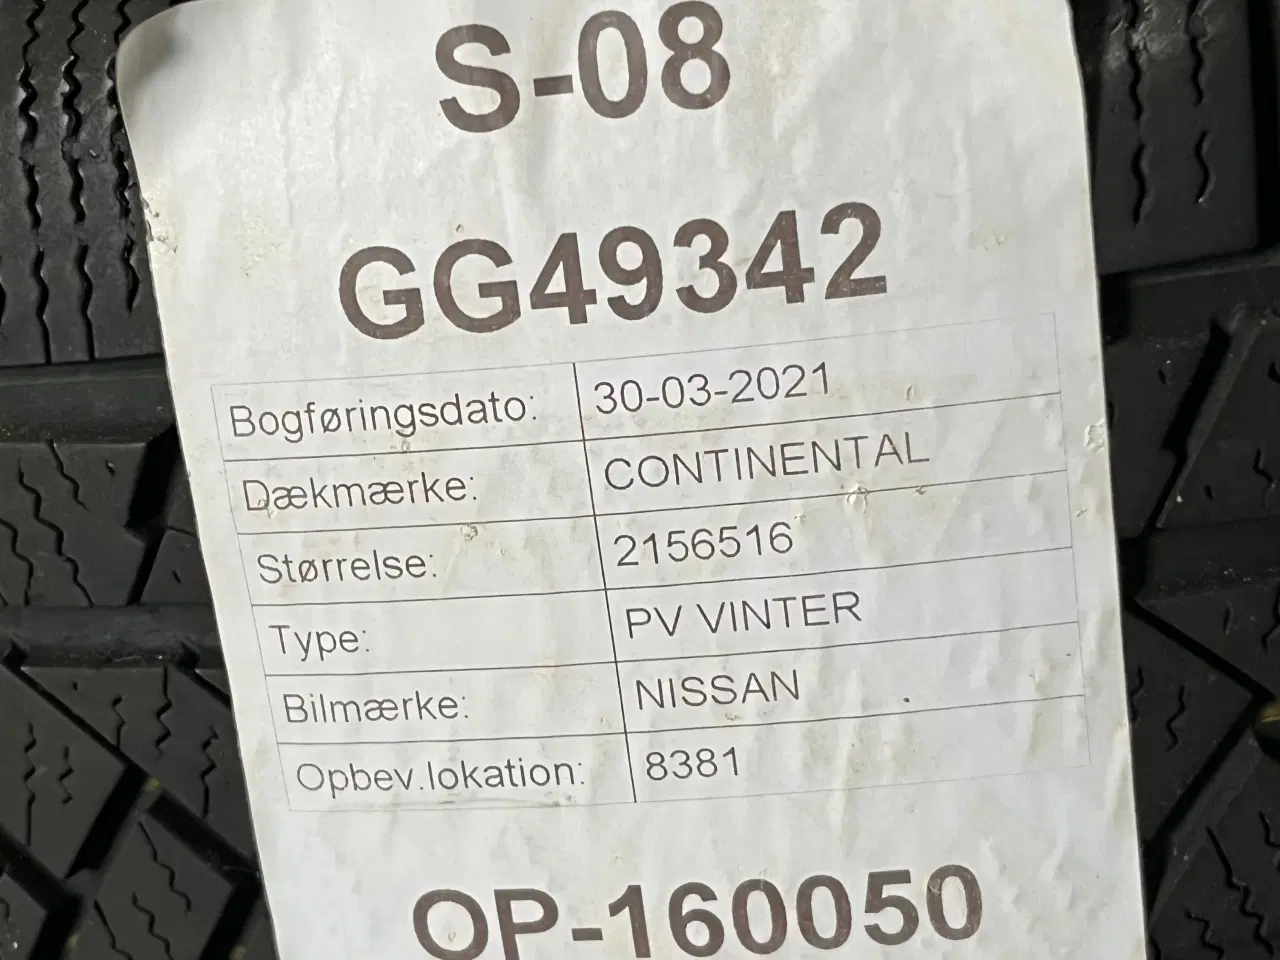 S-08
GG49342
Bogføringsdato: 30-03-2021
Dækmærke: CONTINENTAL
Størrelse: 2156516
Type: PV VINTER
Bilmærke: NISSAN
Opbev.lokation: 8381
OP-160050